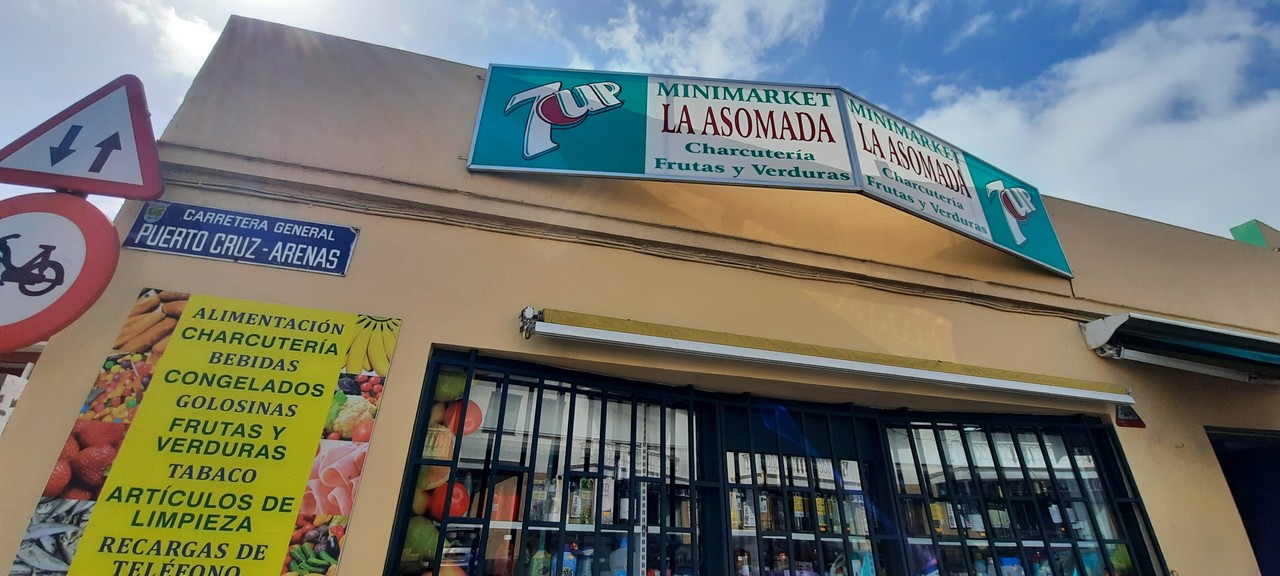 7UP
MINIMARKET
LA ASOMADA
Charcutería
Frutas y Verduras
MINIMARKET
LA ASOMADA
Charcutería
Frutas y Verduras
7UP
CARRETERA GENERAL
PUERTO CRUZ - ARENAS
ALIMENTACIÓN
CHARCUTERÍA
BEBIDAS
CONGELADOS
GOLOSINAS
FRUTAS Y
VERDURAS
TABACO
ARTÍCULOS DE
LIMPIEZA
RECARGAS DE
TELÉFONO